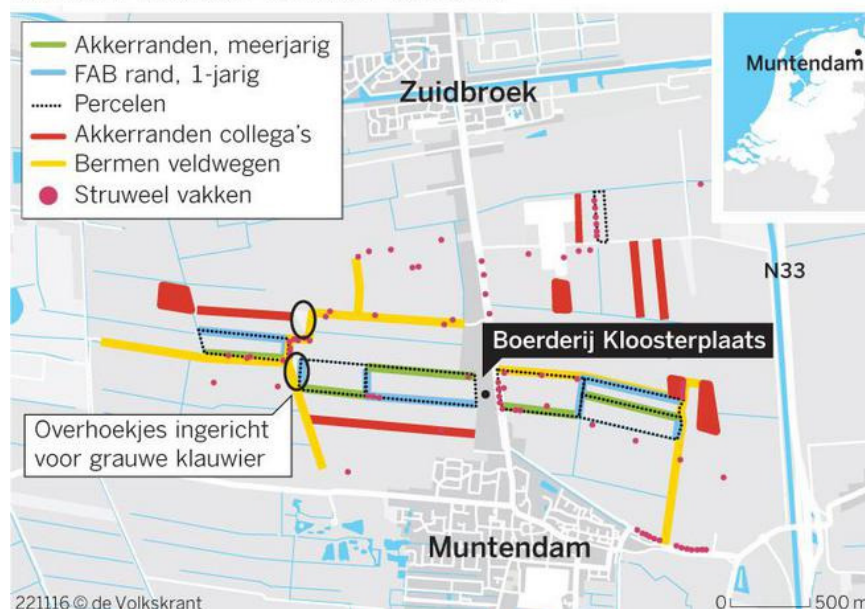 Akkerranden, meerjarig
FAB rand, 1-jarig
Percelen
Akkerranden collega's
Bermen veldwegen
Struweel vakken
Zuidbroek
Muntendam
N33
Boerderij Kloosterplaats
Overhoekjes ingericht
voor grauwe klauwier
Muntendam
221116 © de Volkskrant
0 500 m